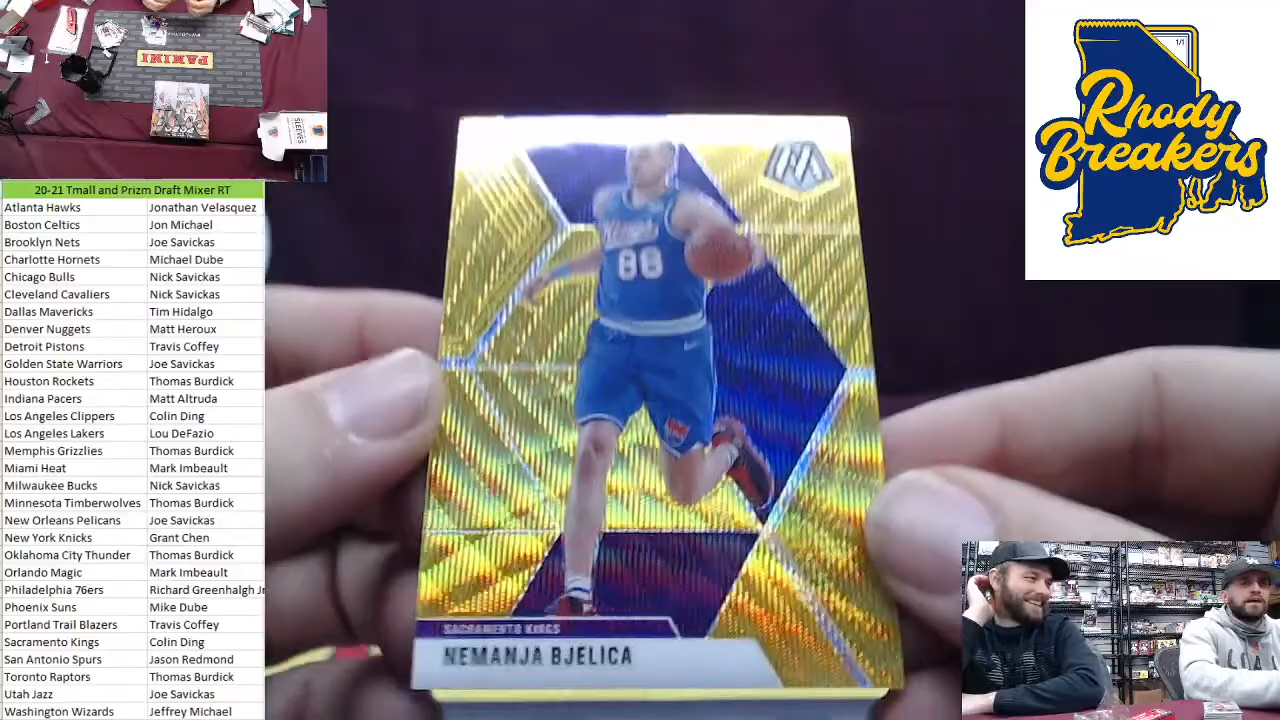 PANINI
SLEEVES
20-21 Tmall and Prizm Draft Mixer RT
Atlanta Hawks Jonathan Velasquez
Boston Celtics Jon Michael
Brooklyn Nets Joe Savickas
Charlotte Hornets Michael Dube
Chicago Bulls Nick Savickas
Cleveland Cavaliers Nick Savickas
Dallas Mavericks Tim Hidalgo
Denver Nuggets Matt Heroux
Detroit Pistons Travis Coffey
Golden State Warriors Joe Savickas
Houston Rockets Thomas Burdick
Indiana Pacers Matt Altruda
Los Angeles Clippers Colin Ding
Los Angeles Lakers Lou DeFazio
Memphis Grizzlies Thomas Burdick
Miami Heat Mark Imbeault
Milwaukee Bucks Nick Savickas
Minnesota Timberwolves Thomas Burdick
New Orleans Pelicans Joe Savickas
New York Knicks Grant Chen
Oklahoma City Thunder Thomas Burdick
Orlando Magic Mark Imbeault
Philadelphia 76ers Richard Greenhalgh Jr
Phoenix Suns Mike Dube
Portland Trail Blazers Travis Coffey
Sacramento Kings Colin Ding
San Antonio Spurs Jason Redmond
Toronto Raptors Thomas Burdick
Utah Jazz Joe Savickas
Washington Wizards Jeffrey Michael
88
SACRAMENTO KINGS
NEMANJA BJELICA
1/1
Rhody
Breakers